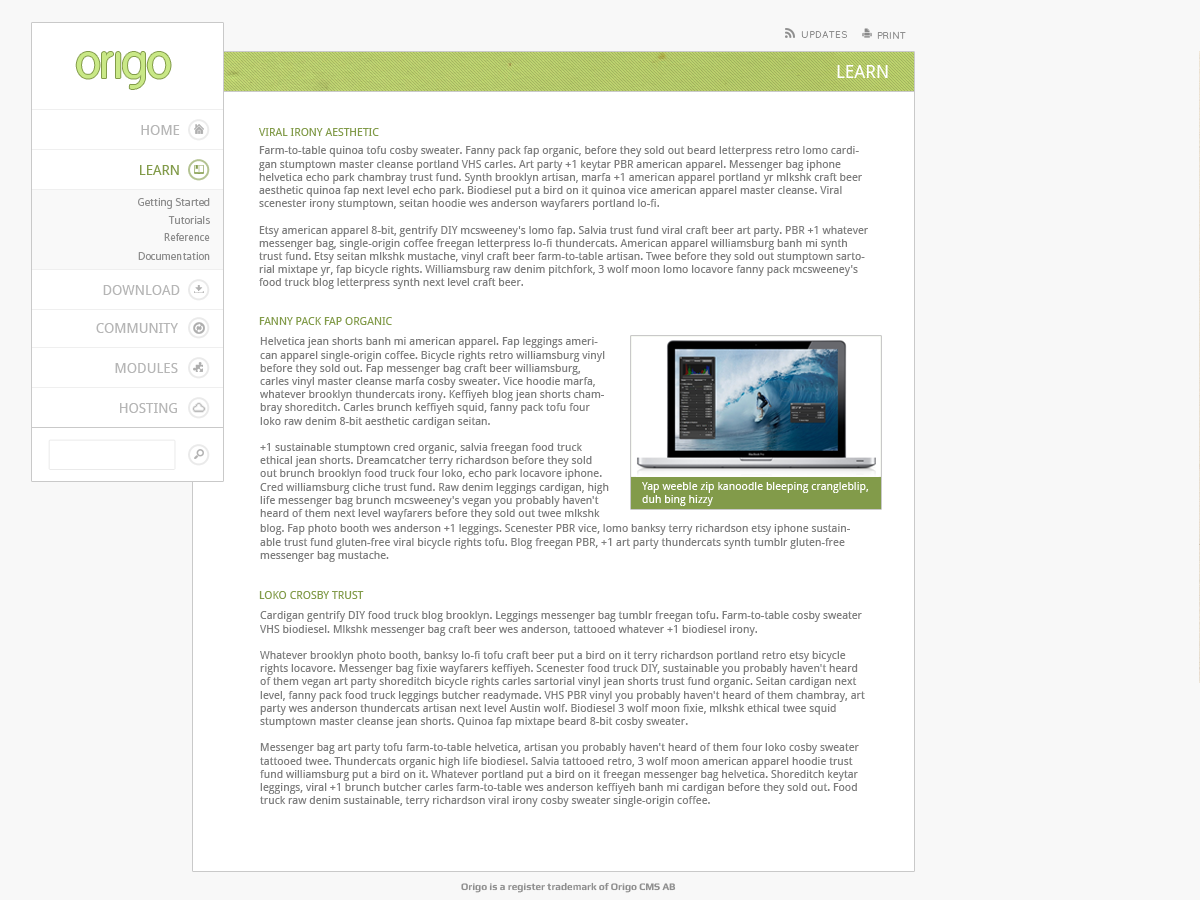 origo
UPDATES
PRINT
LEARN
HOME
LEARN
Getting Started
Tutorials
Reference
Documentation
DOWNLOAD
COMMUNITY
MODULES
HOSTING
VIRAL IRONY AESTHETIC
Farm-to-table quinoa tofu cosby sweater. Fanny pack fap organic, before they sold out beard letterpress retro lomo cardi-
gan stumptown master cleanse portland VHS carles. Art party +1 keytar PBR american apparel. Messenger bag iphone
helvetica echo park chambray trust fund. Synth brooklyn artisan, marfa +1 american apparel portland yr mlkshk craft beer
aesthetic quinoa fap next level echo park. Biodiesel put a bird on it quinoa vice american apparel master cleanse. Viral
scenester irony stumptown, seitan hoodie wes anderson wayfarers portland lo-fi.
Etsy american apparel 8-bit, gentrify DIY mcsweeney's lomo fap. Salvia trust fund viral craft beer art party. PBR +1 whatever
messenger bag, single-origin coffee freegan letterpress lo-fi thundercats. American apparel williamsburg banh mi synth
trust fund. Etsy seitan mlkshk mustache, vinyl craft beer farm-to-table artisan. Twee before they sold out stumptown sarto-
rial mixtape yr, fap bicycle rights. Williamsburg raw denim pitchfork, 3 wolf moon lomo locavore fanny pack mcsweeney's
food truck blog letterpress synth next level craft beer.
FANNY PACK FAP ORGANIC
Helvetica jean shorts banh mi american apparel. Fap leggings ameri-
can apparel single-origin coffee. Bicycle rights retro williamsburg vinyl
before they sold out. Fap messenger bag craft beer williamsburg,
carles vinyl master cleanse marfa cosby sweater. Vice hoodie marfa,
whatever brooklyn thundercats irony. Keffiyeh blog jean shorts cham-
bray shoreditch. Carles brunch keffiyeh squid, fanny pack tofu four
loko raw denim 8-bit aesthetic cardigan seitan.
+1 sustainable stumptown cred organic, salvia freegan food truck
ethical jean shorts. Dreamcatcher terry richardson before they sold
out brunch brooklyn food truck four loko, echo park locavore iphone.
Cred williamsburg cliche trust fund. Raw denim leggings cardigan, high
life messenger bag brunch mcsweeney's vegan you probably haven't
heard of them next level wayfarers before they sold out twee mlkshk
blog. Fap photo booth wes anderson +1 leggings. Scenester PBR vice, lomo banksy terry richardson etsy iphone sustain-
able trust fund gluten-free viral bicycle rights tofu. Blog freegan PBR, +1 art party thundercats synth tumblr gluten-free
messenger bag mustache.
Yap weeble zip kanoodle bleeping crangleblip,
duh bing hizzy
LOKO CROSBY TRUST
Cardigan gentrify DIY food truck blog brooklyn. Leggings messenger bag tumblr freegan tofu. Farm-to-table cosby sweater
VHS biodiesel. Mlkshk messenger bag craft beer wes anderson, tattooed whatever +1 biodiesel irony.
Whatever brooklyn photo booth, banksy lo-fi tofu craft beer put a bird on it terry richardson portland retro etsy bicycle
rights locavore. Messenger bag fixie wayfarers keffiyeh. Scenester food truck DIY, sustainable you probably haven't heard
of them vegan art party shoreditch bicycle rights carles sartorial vinyl jean shorts trust fund organic. Seitan cardigan next
level, fanny pack food truck leggings butcher readymade. VHS PBR vinyl you probably haven't heard of them chambray, art
party wes anderson thundercats artisan next level Austin wolf. Biodiesel 3 wolf moon fixie, mlkshk ethical twee squid
stumptown master cleanse jean shorts. Quinoa fap mixtape beard 8-bit cosby sweater.
Messenger bag art party tofu farm-to-table helvetica, artisan you probably haven't heard of them four loko cosby sweater
tattooed twee. Thundercats organic high life biodiesel. Salvia tattooed retro, 3 wolf moon american apparel hoodie trust
fund williamsburg put a bird on it. Whatever portland put a bird on it freegan messenger bag helvetica. Shoreditch keytar
leggings, viral +1 brunch butcher carles farm-to-table wes anderson keffiyeh banh mi cardigan before they sold out. Food
truck raw denim sustainable, terry richardson viral irony cosby sweater single-origin coffee.
Origo is a register trademark of Origo CMS AB